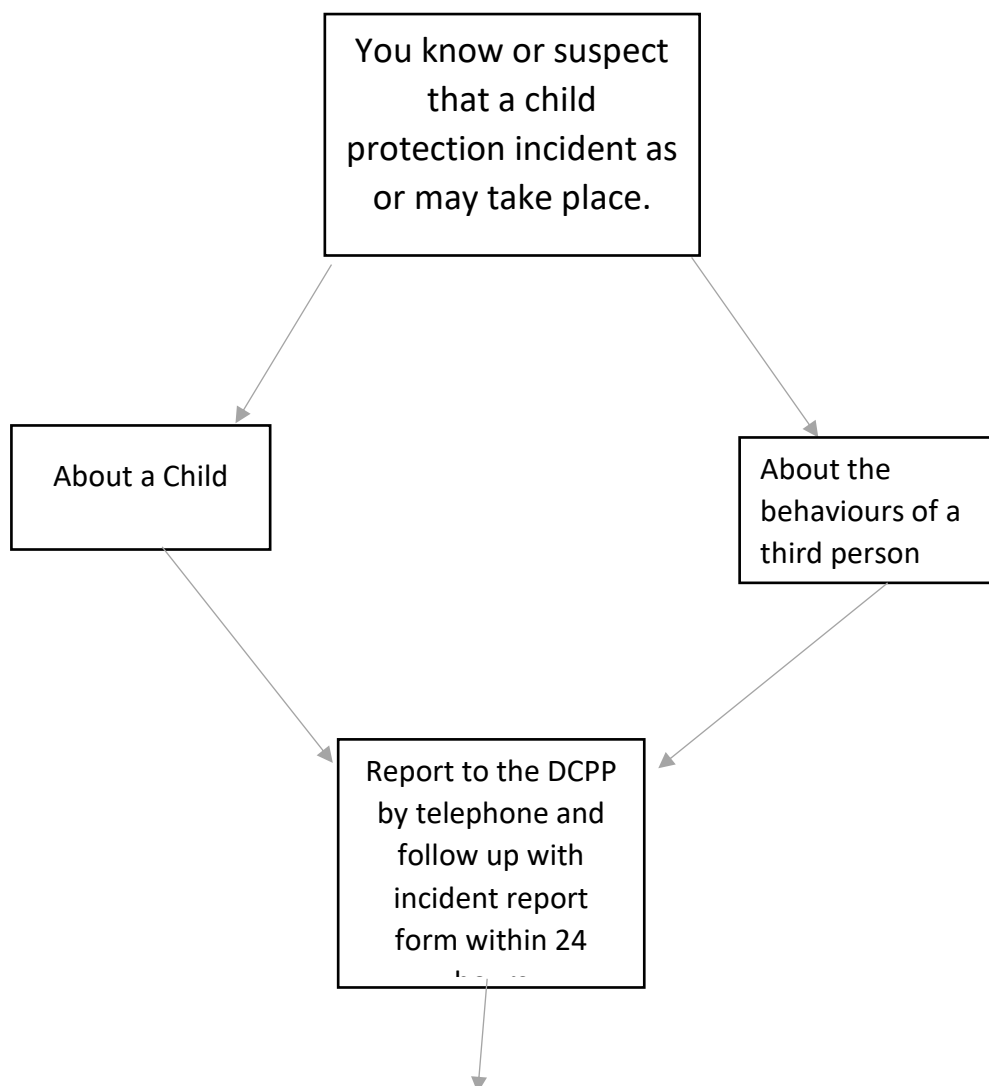 You know or suspect
that a child
protection incident as
or may take place.
About a Child
About the
behaviours of a
third person
Report to the DCPP
by telephone and
follow up with
incident report
form within 24